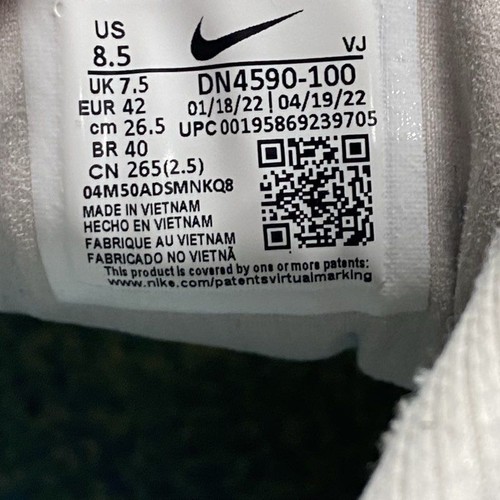 US
8.5
VJ
UK 7.5
DN4590-100
EUR 42
01/18/22 | 04/19/22
cm 26.5
UPC00195869239705
BR 40
CN 265(2.5)
04M50ADSMNKQ8
MADE IN VIETNAM
HECHO EN VIETNAM
FABRIQUE AU VIETNAM
FABRICADO NO VIETNÃ
This product is covered by one or more patents:
www.nike.com/patentsvirtualmarking